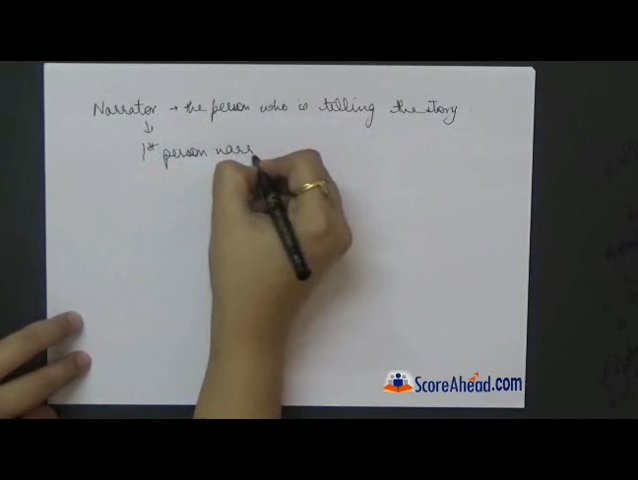 Narrator → the person who is telling the story.
↓
1st person narr
ScoreAhead.com